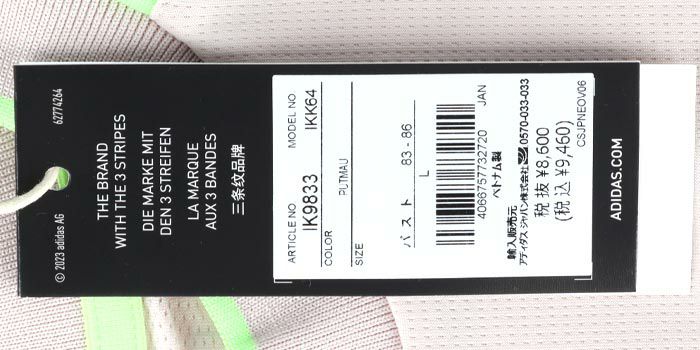 62774264
THE BRAND
WITH THE 3 STRIPES
DIE MARKE MIT
DEN 3 STREIFEN
LA MARQUE
AUX 3 BANDES
三条纹品牌
© 2023 adidas AG
ARTICLE NO MODEL NO
IK9833 IKK64
COLOR
PUTMAU
SIZE
バスト 83 - 86
L
JAN
4066757732720
ベトナム製
輸入販売元
アディダス ジャパン株式会社 0570-033-033
税抜 ¥8,600
(税込 ¥9,460)
CSJPNEOV06
ADIDAS.COM